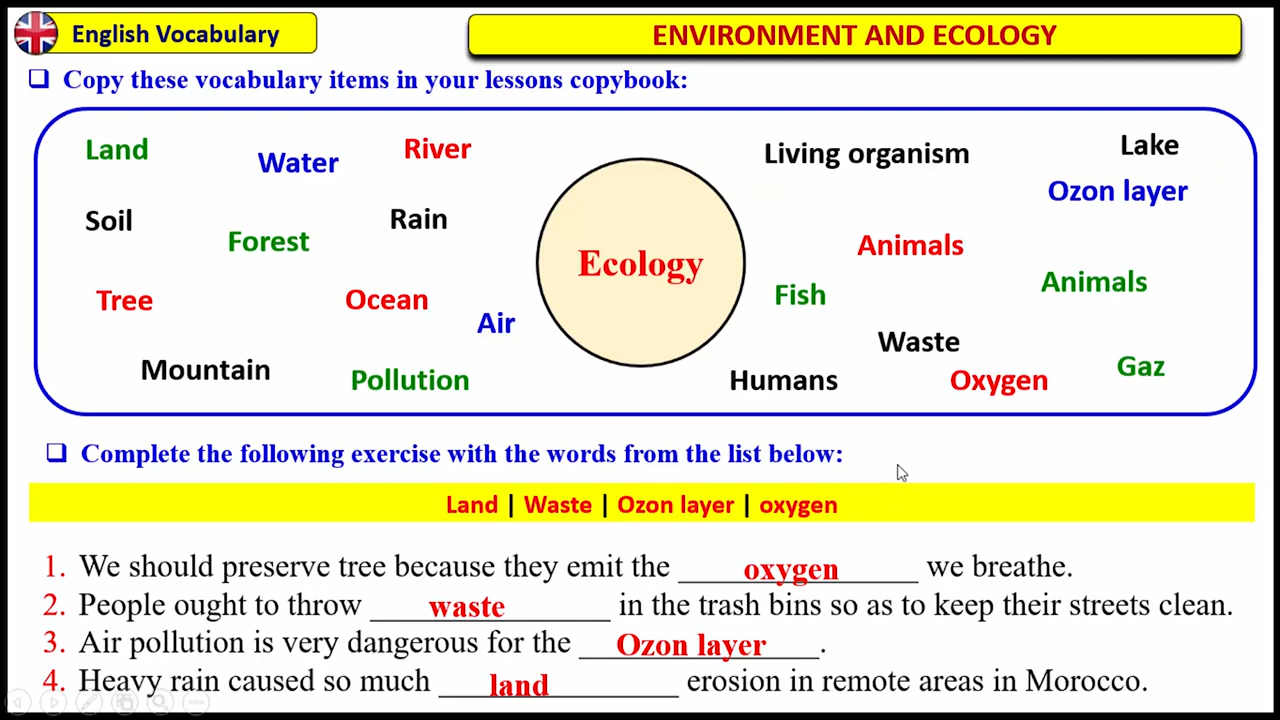 English Vocabulary
ENVIRONMENT AND ECOLOGY
Copy these vocabulary items in your lessons copybook:
Land
Water
River
Soil
Forest
Rain
Tree
Ocean
Air
Mountain
Pollution
Ecology
Living organism
Lake
Ozon layer
Animals
Fish
Animals
Waste
Humans
Oxygen
Gaz
Complete the following exercise with the words from the list below:
Land | Waste | Ozon layer | oxygen
1. We should preserve tree because they emit the oxygen we breathe.
2. People ought to throw waste in the trash bins so as to keep their streets clean.
3. Air pollution is very dangerous for the Ozon layer.
4. Heavy rain caused so much land erosion in remote areas in Morocco.